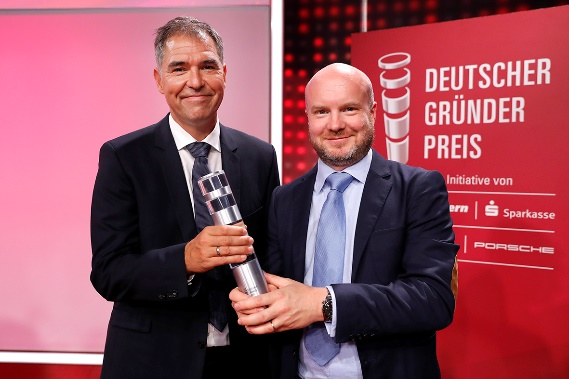 DEUTSCHER
GRÜNDER
PREIS
Initiative von
ern Sparkasse
PORSCHE